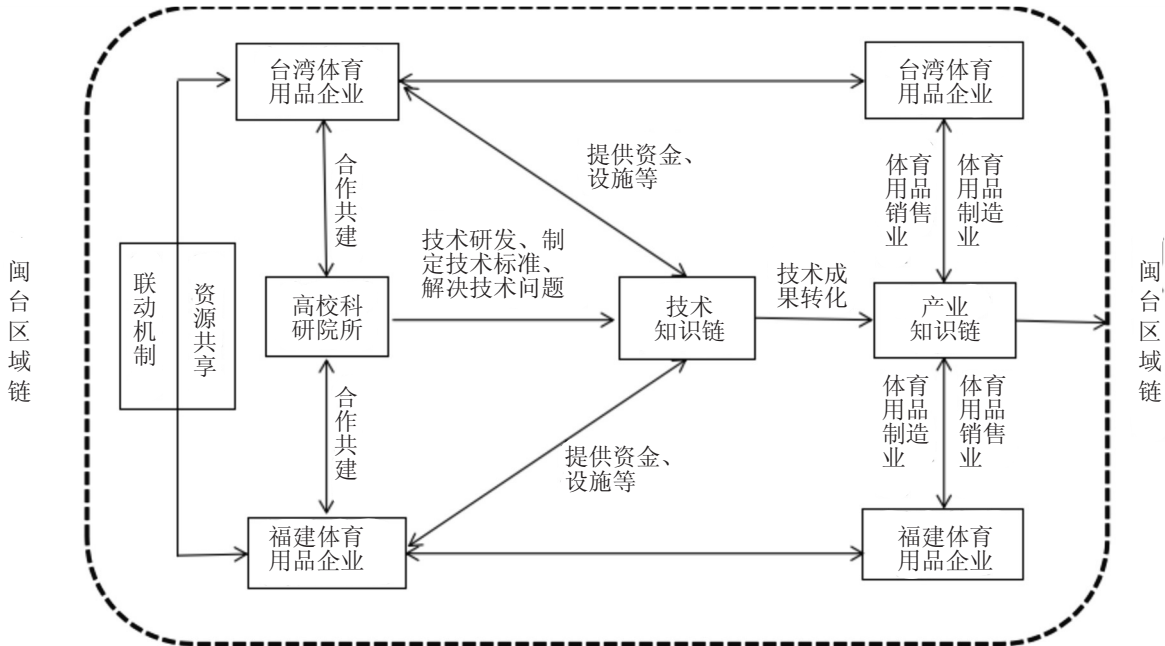 台湾体育
用品企业
台湾体育
用品企业
合作共建
提供资金、
设施等
体育
用品
销售
业
体育
用品
制造
业
闽台区域链
联动机制
资源共享
高校科
研院所
技术研发、制
定技术标准、
解决技术问题
技术
知识链
技术成
果转化
产业
知识链
闽台区域链
合作共建
提供资金、
设施等
体育
用品
制造
业
体育
用品
销售
业
福建体育
用品企业
福建体育
用品企业